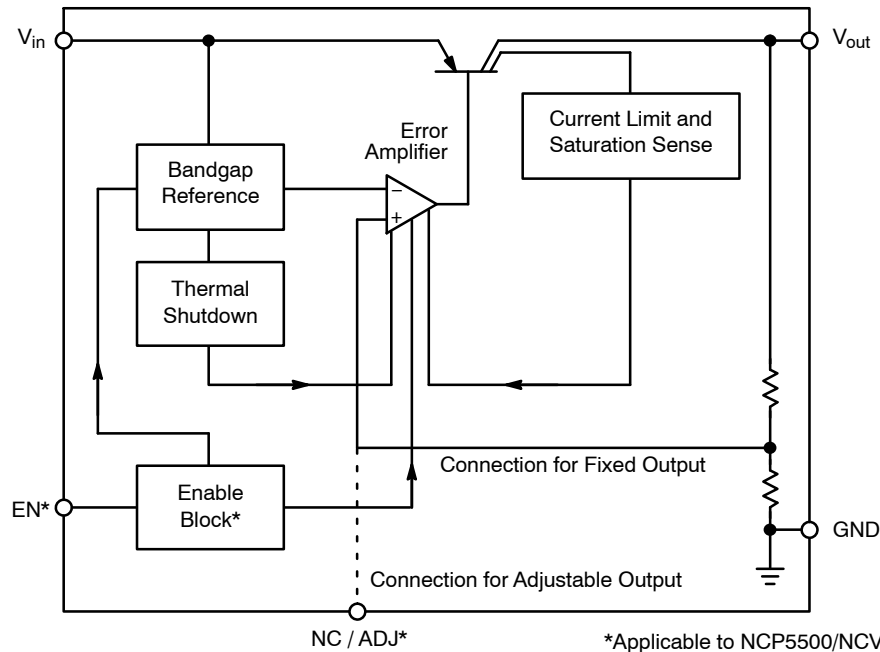 Vin
Vout
Error
Amplifier
Current Limit and
Saturation Sense
Bandgap
Reference
−
+
Thermal
Shutdown
Connection for Fixed Output
EN*
Enable
Block*
GND
Connection for Adjustable Output
NC / ADJ*
*Applicable to NCP5500/NCV